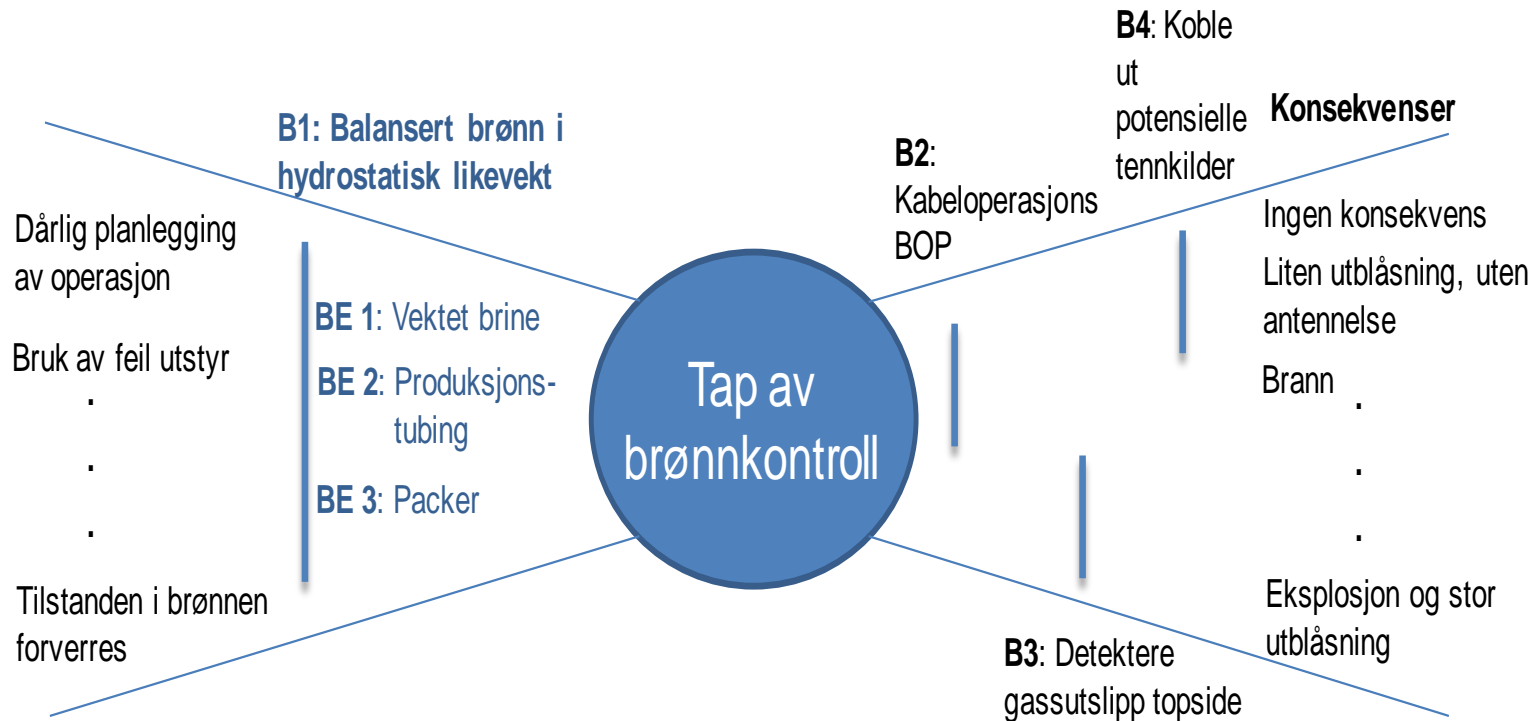 B1: Balansert brønn i
hydrostatisk likevekt
Dårlig planlegging
av operasjon
Bruk av feil utstyr
.
.
.
Tilstanden i brønnen
forverres
BE 1: Vektet brine
BE 2: Produksjons-
tubing
BE 3: Packer
Tap av
brønnkontroll
B2:
Kabeloperasjons
BOP
B3: Detektere
gassutslipp topside
B4: Koble
ut
potensielle
tennkilder
Konsekvenser
Ingen konsekvens
Liten utblåsning, uten
antennelse
Brann
.
.
.
Eksplosjon og stor
utblåsning